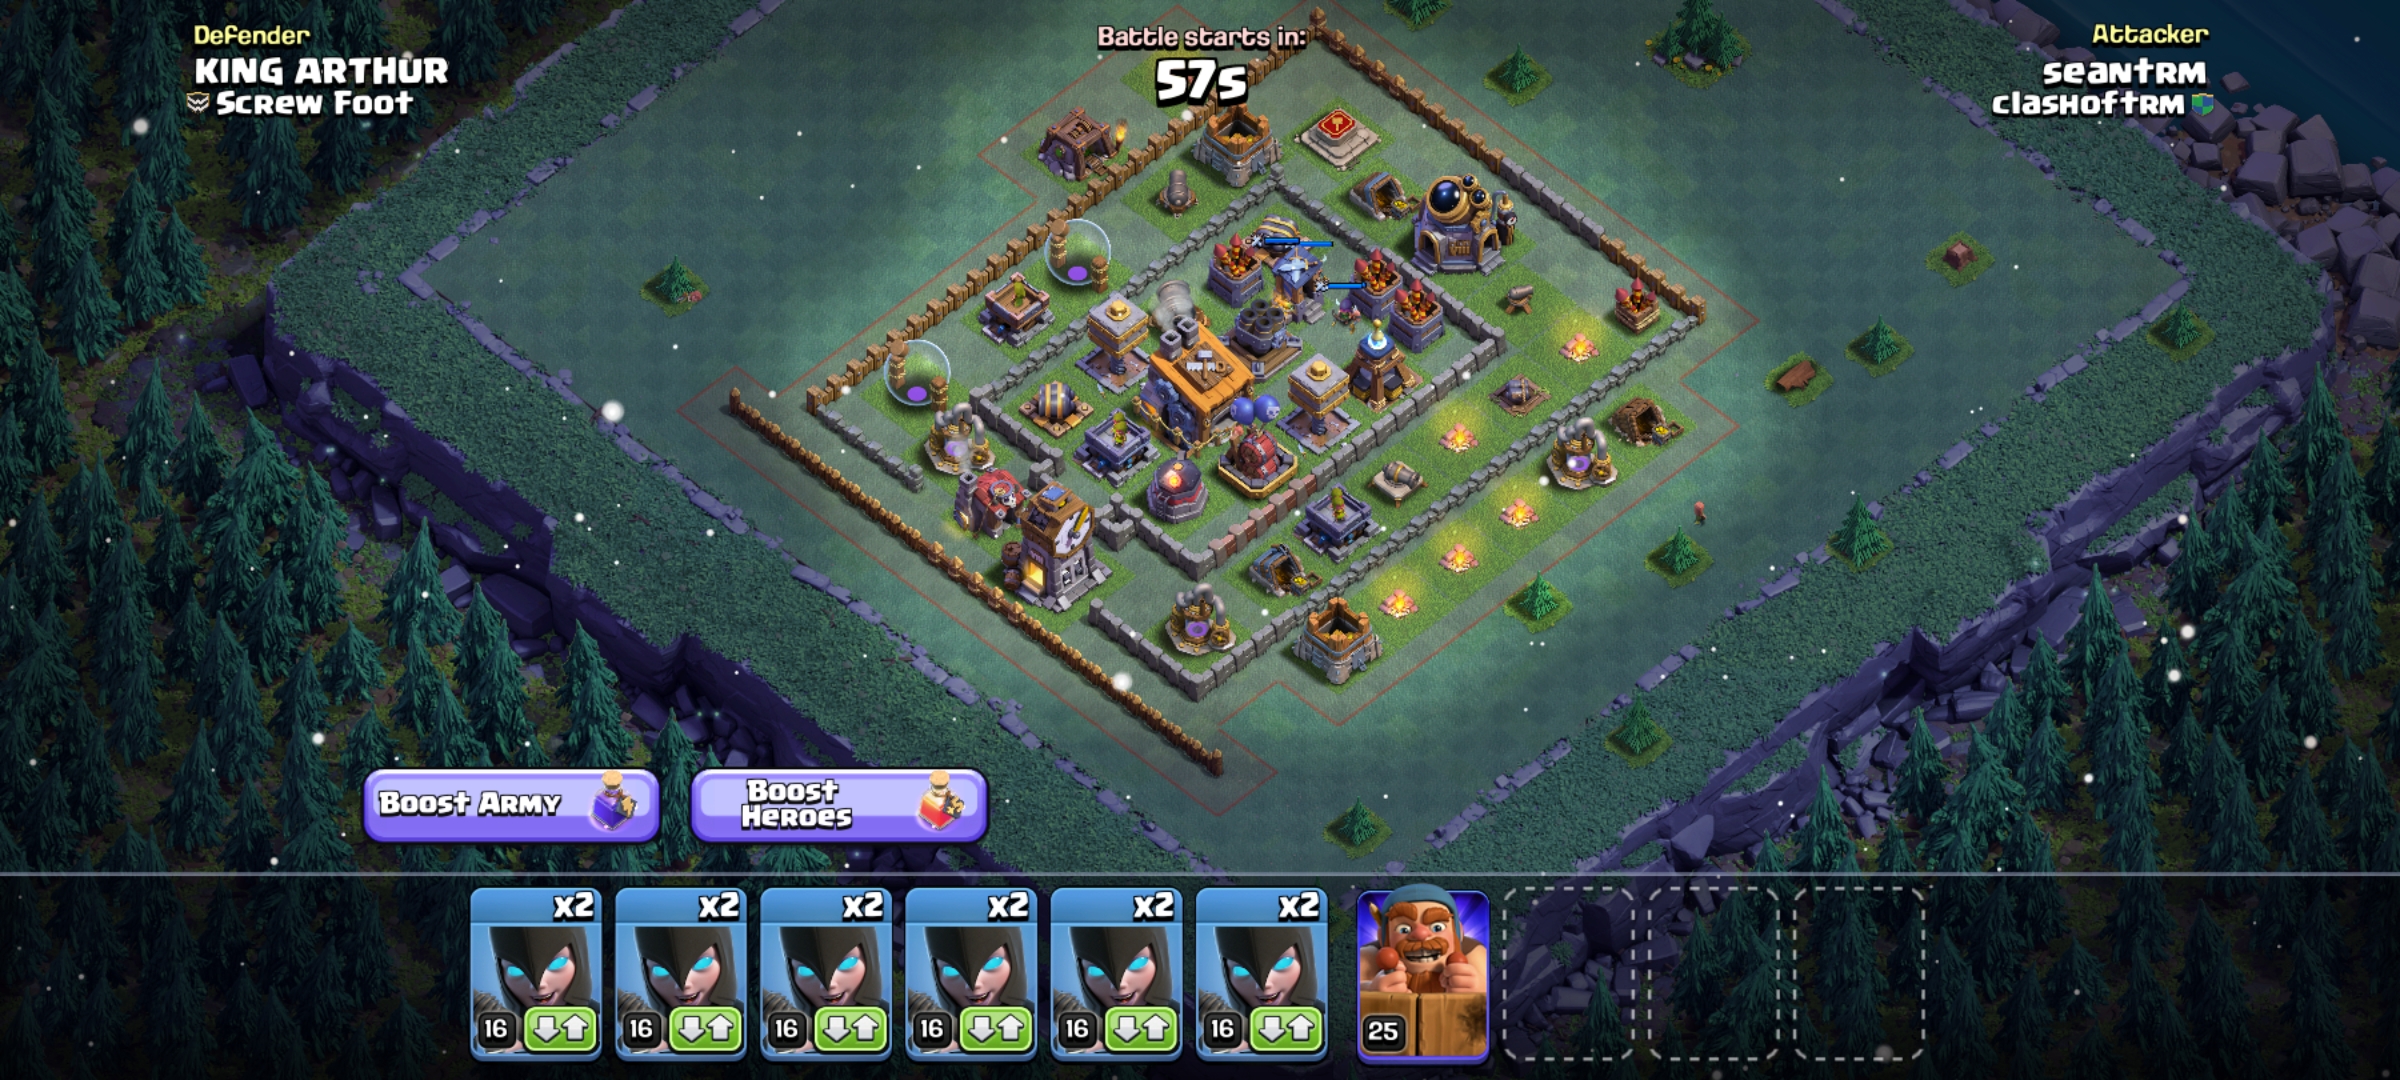 Defender
KING ARTHUR
Screw Foot
Battle starts in:
57s
Attacker
seantrm
clashoftrm
Boost Army
Boost
Heroes
x2
x2
x2
x2
x2
x2
16
16
16
16
16
16
25